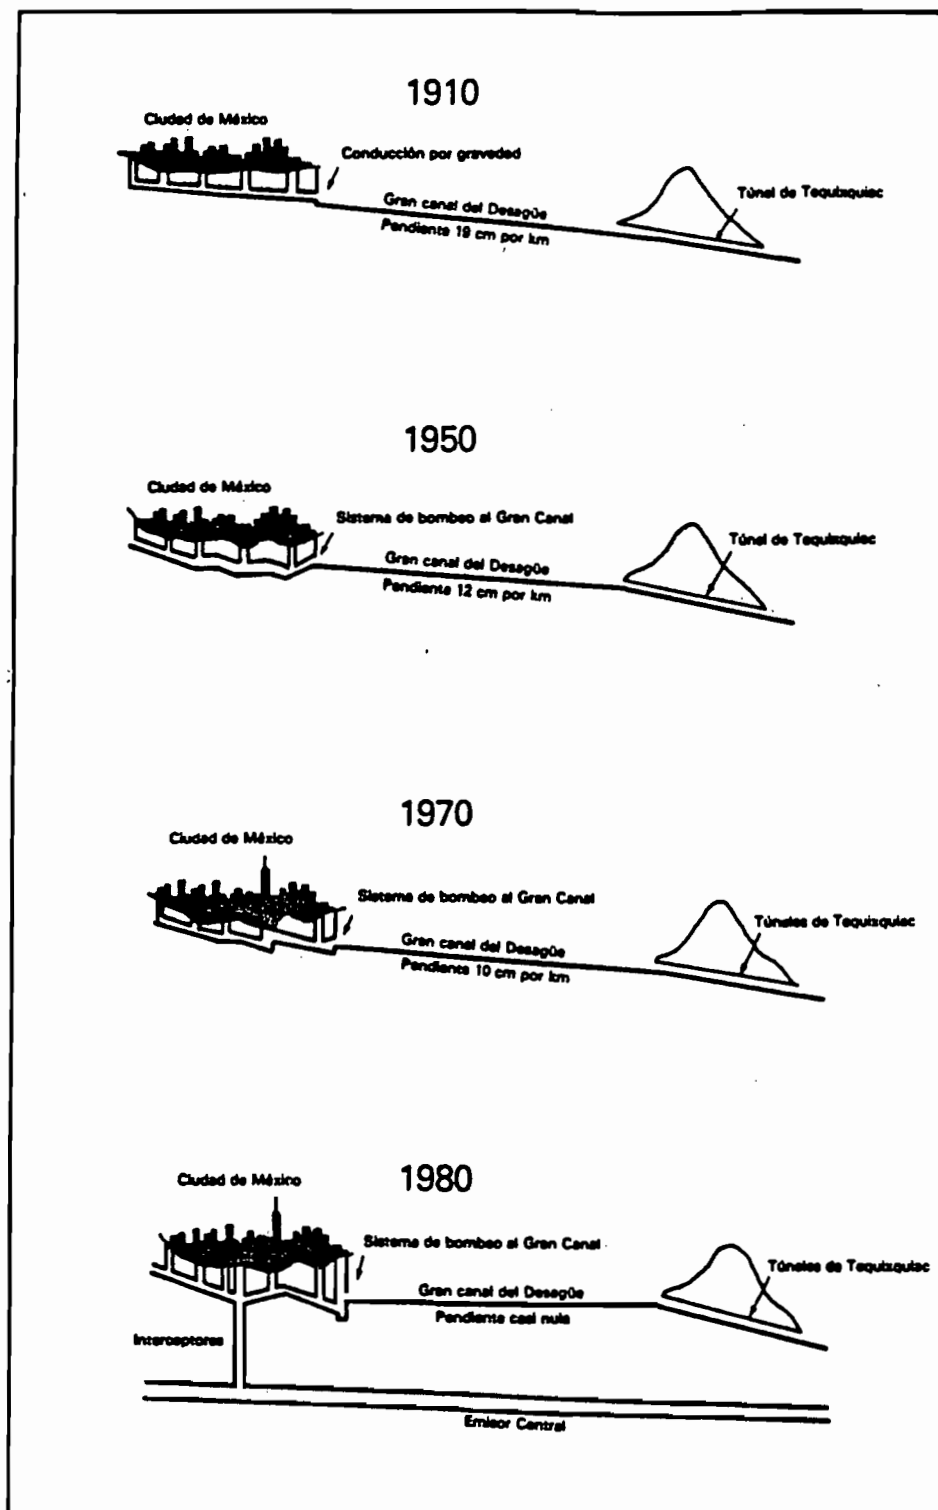 1910
Ciudad de México
Conducción por gravedad
Túnel de Tequixquiac
Gran canal del Desagüe
Pendiente 19 cm por km
1950
Ciudad de México
Sistema de bombeo al Gran Canal
Túnel de Tequixquiac
Gran canal del Desagüe
Pendiente 12 cm por km
1970
Ciudad de México
Sistema de bombeo al Gran Canal
Túneles de Tequixquiac
Gran canal del Desagüe
Pendiente 10 cm por km
1980
Ciudad de México
Sistema de bombeo al Gran Canal
Túneles de Tequixquiac
Gran canal del Desagüe
Pendiente casi nula
Interceptores
Emisor Central